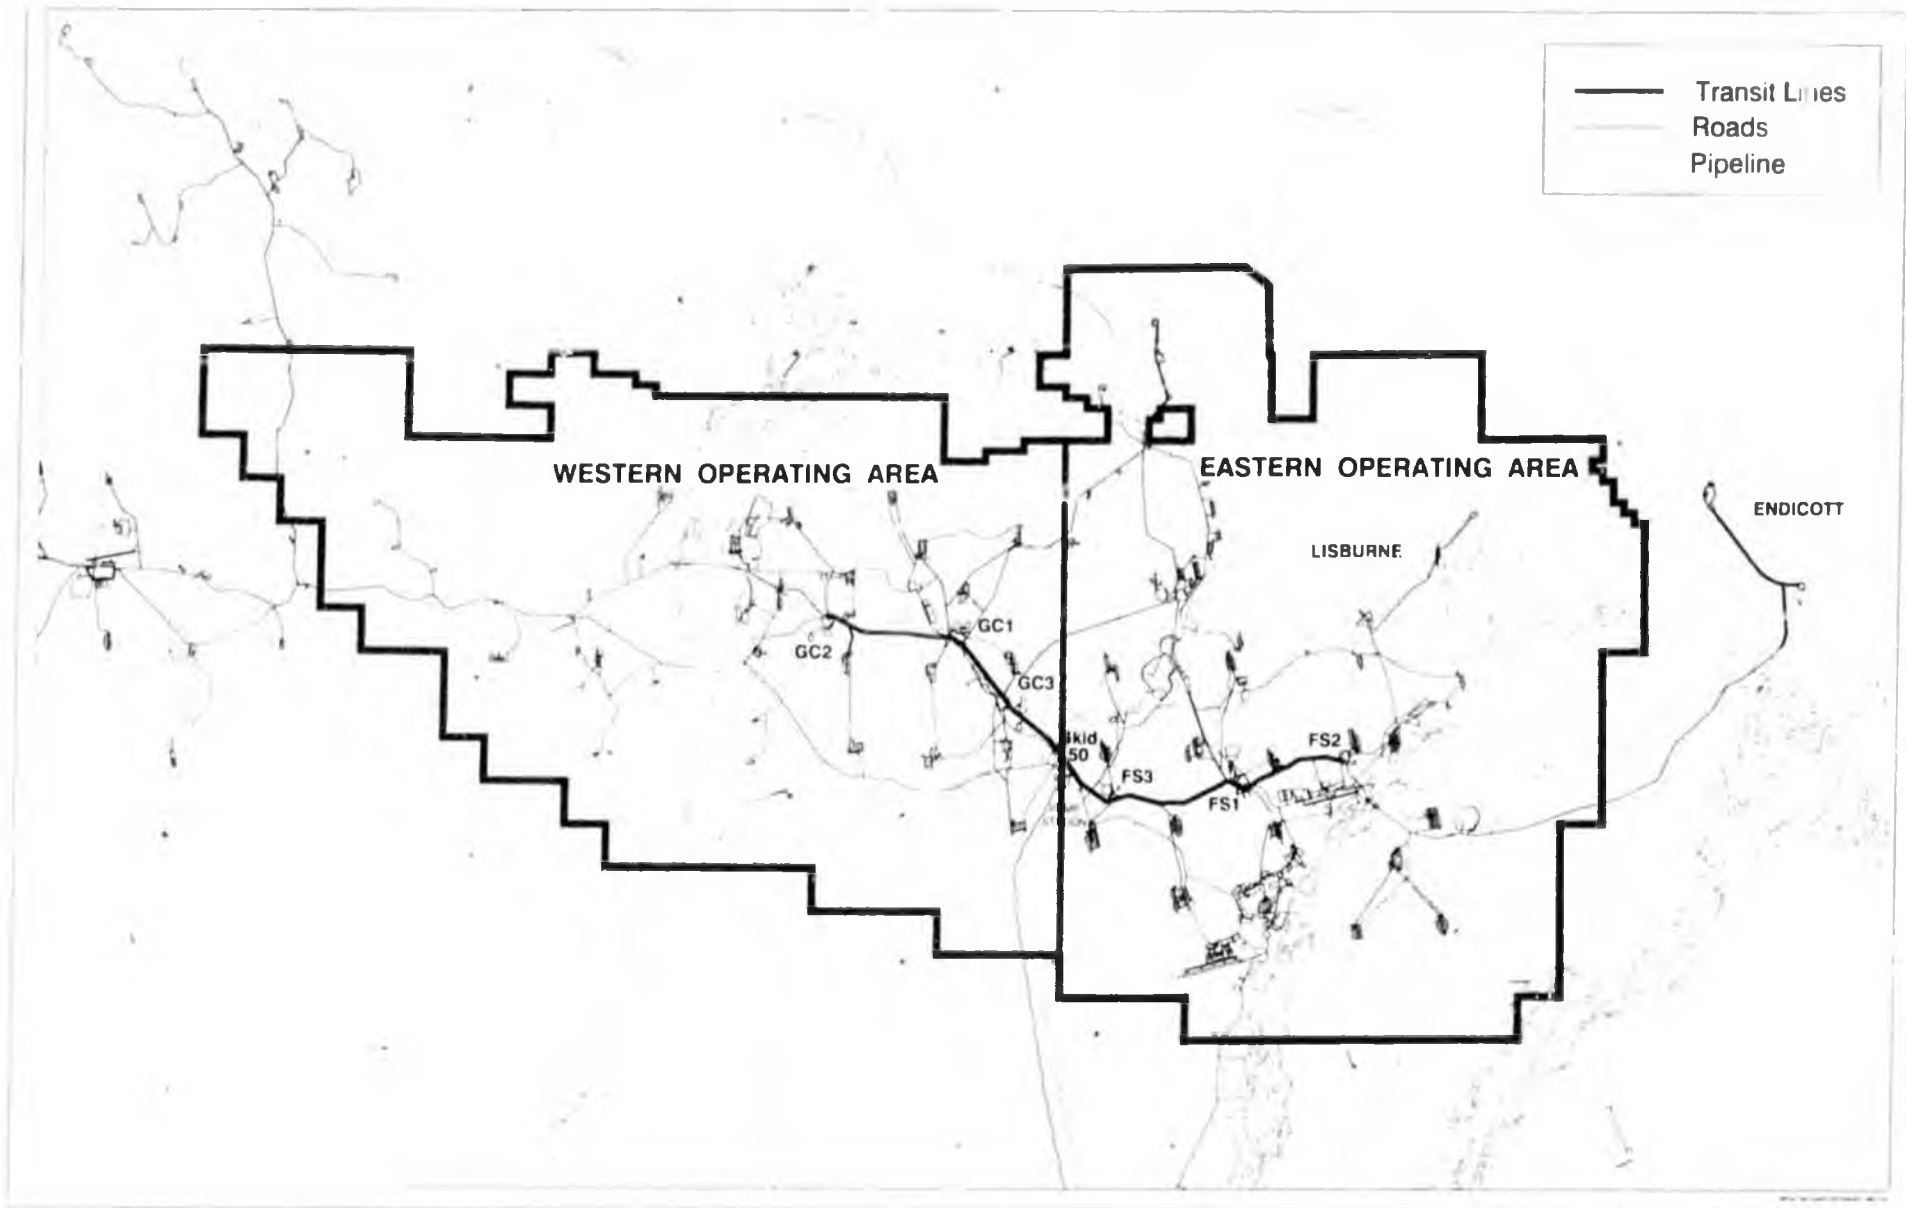 Transit Lines
Roads
Pipeline
WESTERN OPERATING AREA
EASTERN OPERATING AREA
ENDICOTT
LISBURNE
GC1
GC2
GC3
kid
50
FS2
FS3
FS1